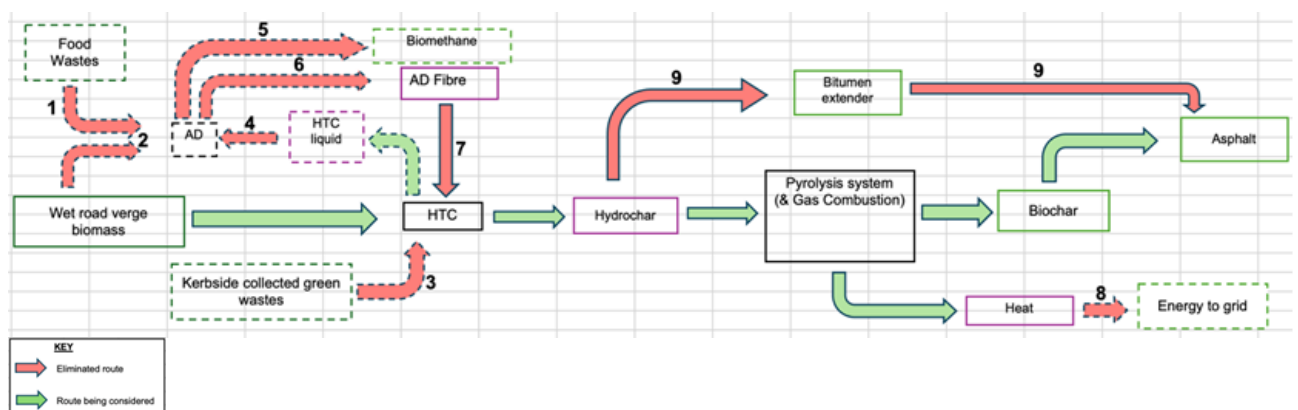 5
Food
Wastes
Biomethane
6
AD Fibre
9
9
Bitumen
extender
1
2
AD
4
HTC
liquid
7
Asphalt
Wet road verge
biomass
HTC
Hydrochar
Pyrolysis system
(& Gas Combustion)
Biochar
Kerbside collected green
wastes
3
Heat
8
Energy to grid
KEY
Eliminated route
Route being considered